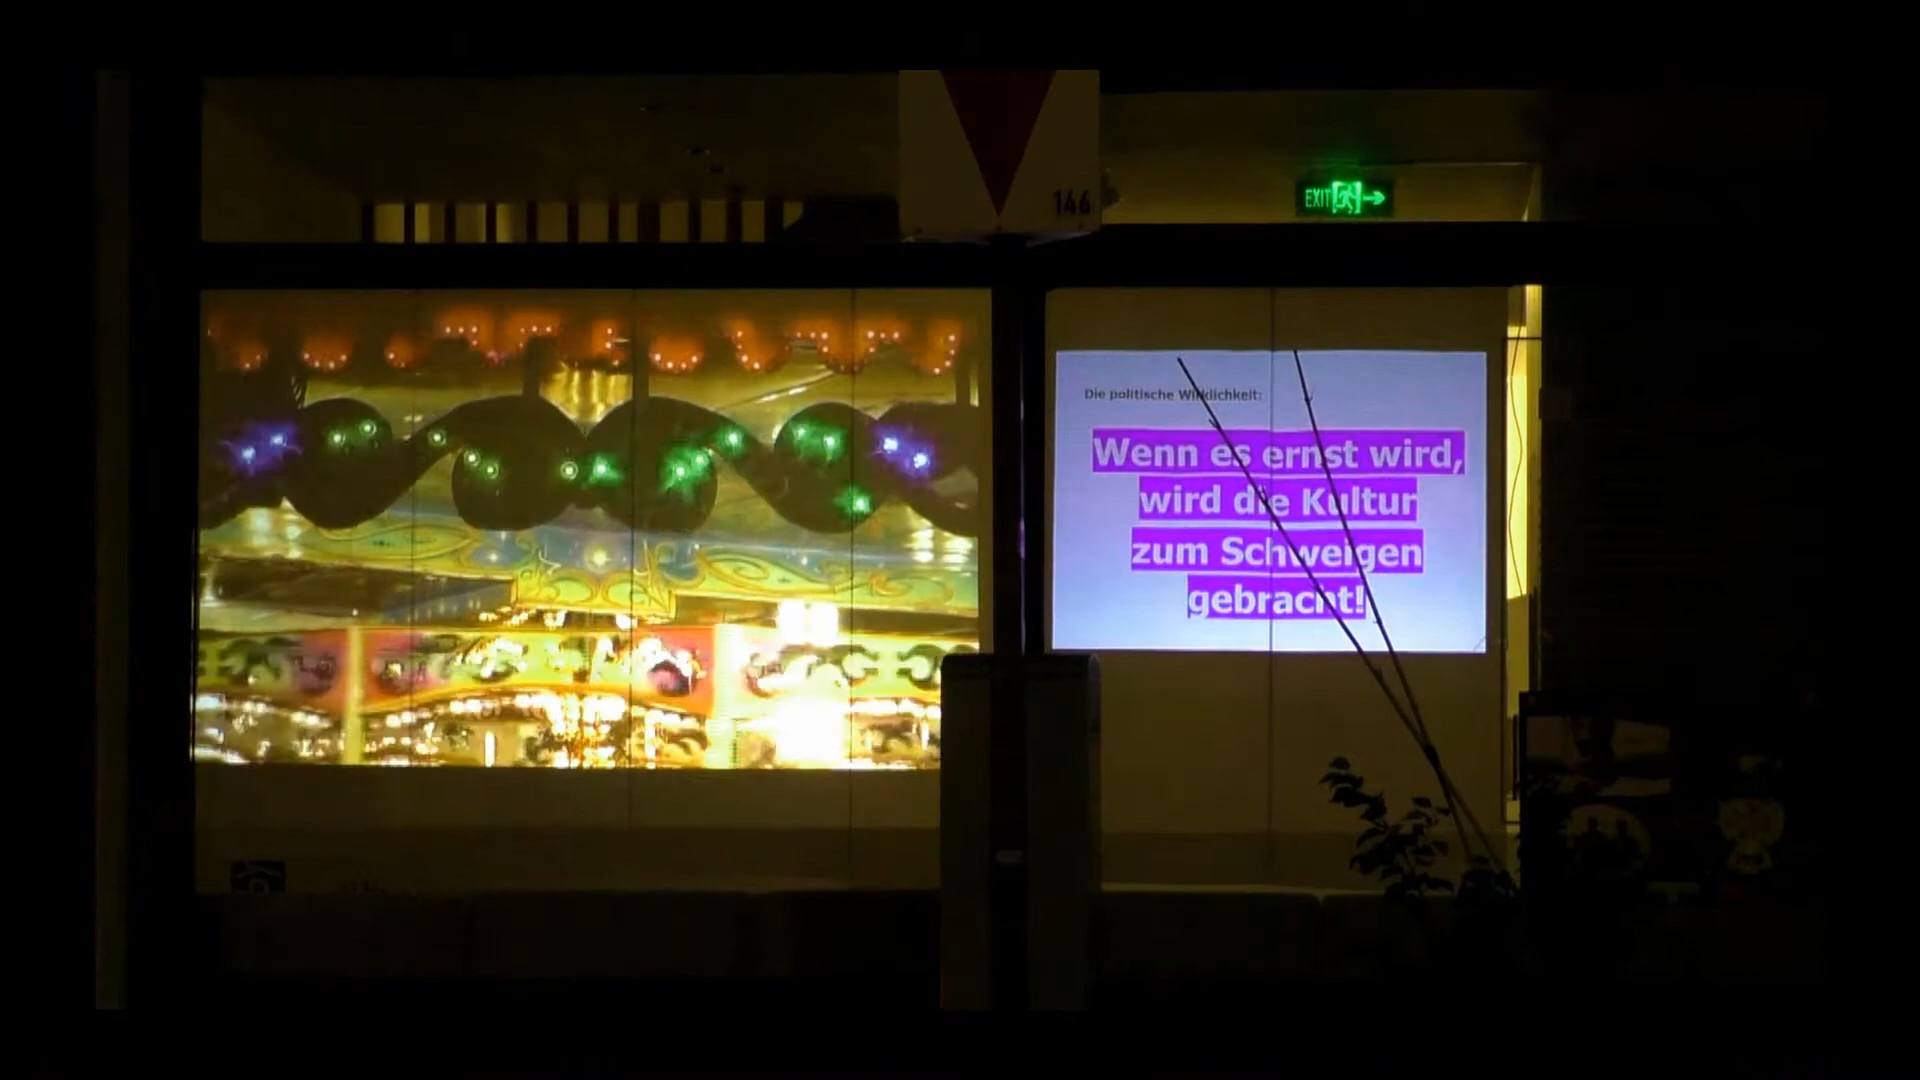 146
EXIT
Die politische Wirklichkeit:
Wenn es ernst wird,
wird die Kultur
zum Schweigen
gebracht!